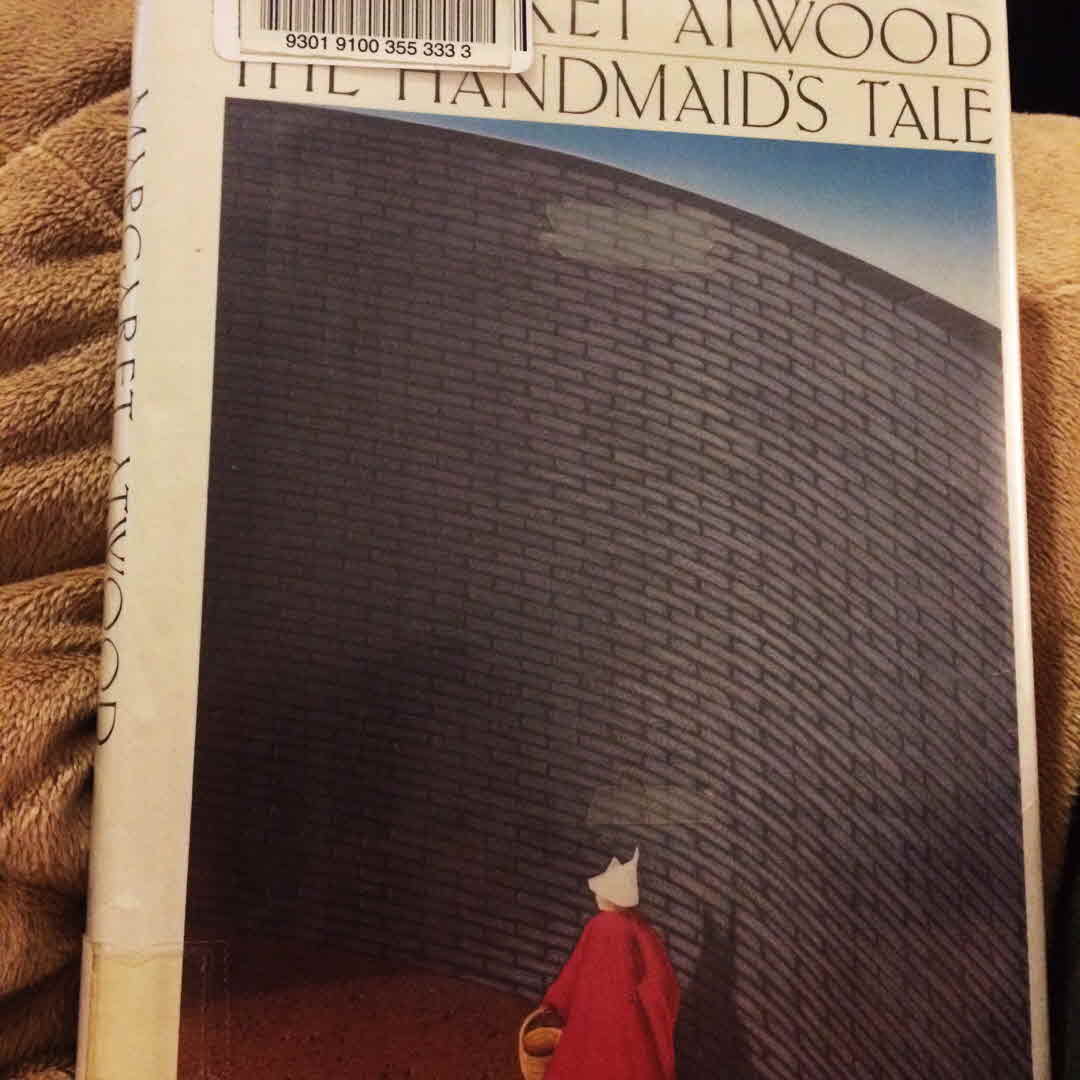 9301 9100 355 333 3
ATWOOD
THE HANDMAID'S TALE
MARGARET ATWOOD